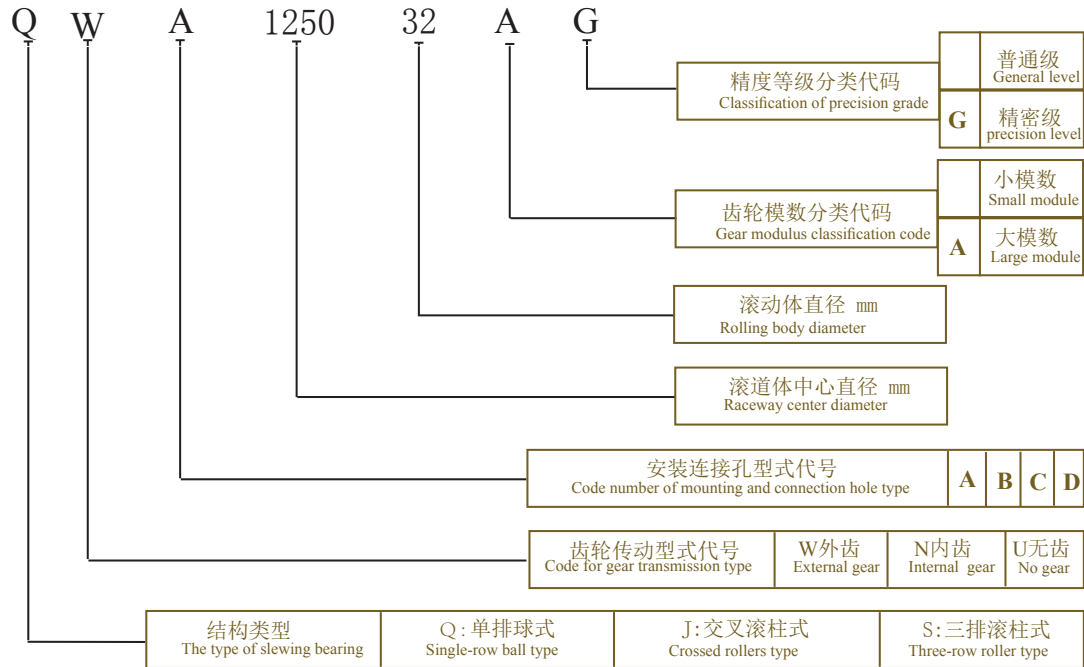 Q W A 1250 32 A G
精度等级分类代码
Classification of precision grade
普通级
General level
G 精密级
precision level
齿轮模数分类代码
Gear modulus classification code
小模数
Small module
A 大模数
Large module
滚动体直径 mm
Rolling body diameter
滚道体中心直径 mm
Raceway center diameter
安装连接孔型式代号
Code number of mounting and connection hole type
A B C D
齿轮传动型式代号
Code for gear transmission type
W外齿
External gear
N内齿
Internal gear
U无齿
No gear
结构类型
The type of slewing bearing
Q:单排球式
Single-row ball type
J:交叉滚柱式
Crossed rollers type
S:三排滚柱式
Three-row roller type